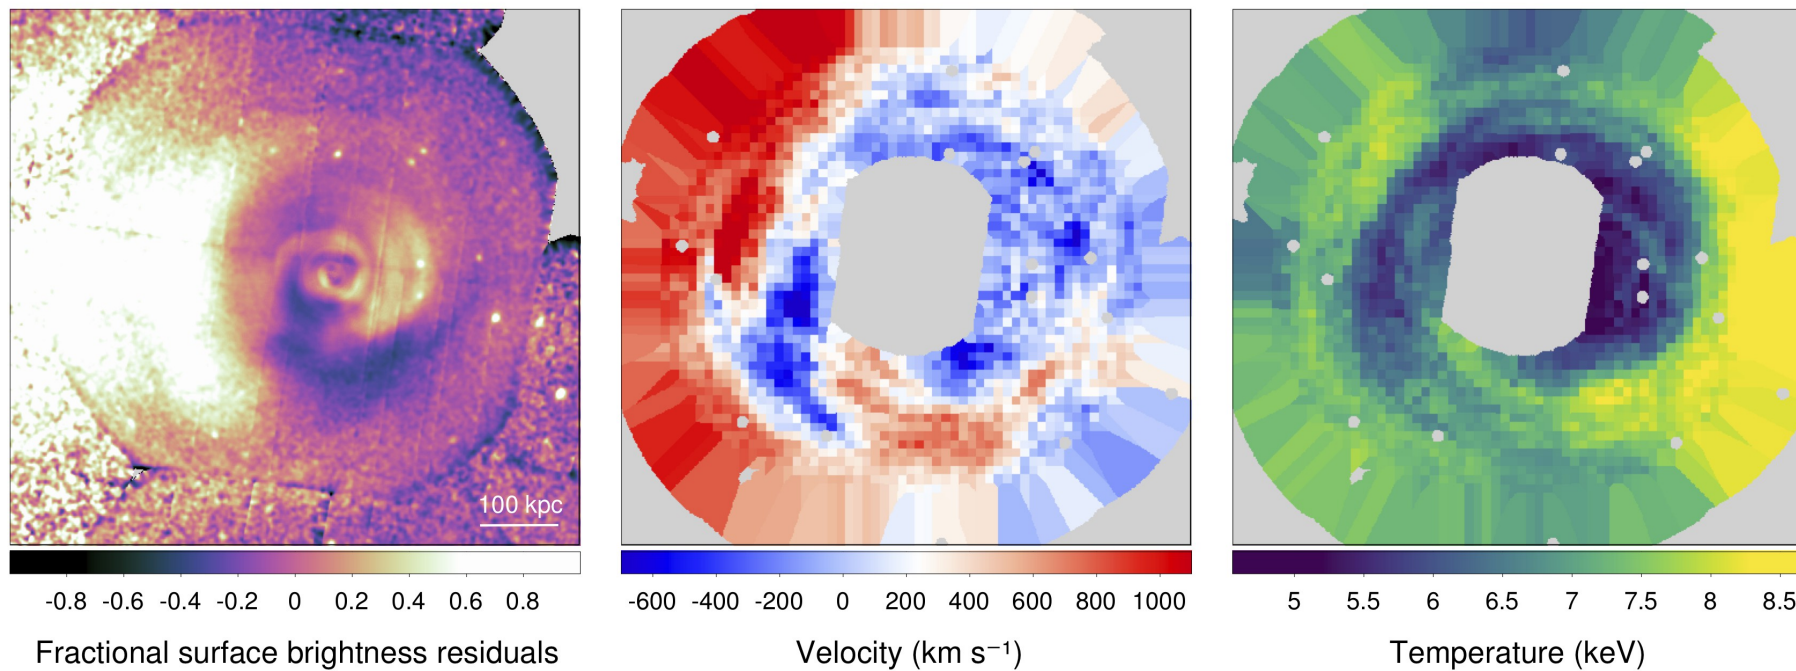 100 kpc
-0.8 -0.6 -0.4 -0.2 0 0.2 0.4 0.6 0.8
Fractional surface brightness residuals
-600 -400 -200 0 200 400 600 800 1000
Velocity (km s⁻¹)
5 5.5 6 6.5 7 7.5 8 8.5
Temperature (keV)